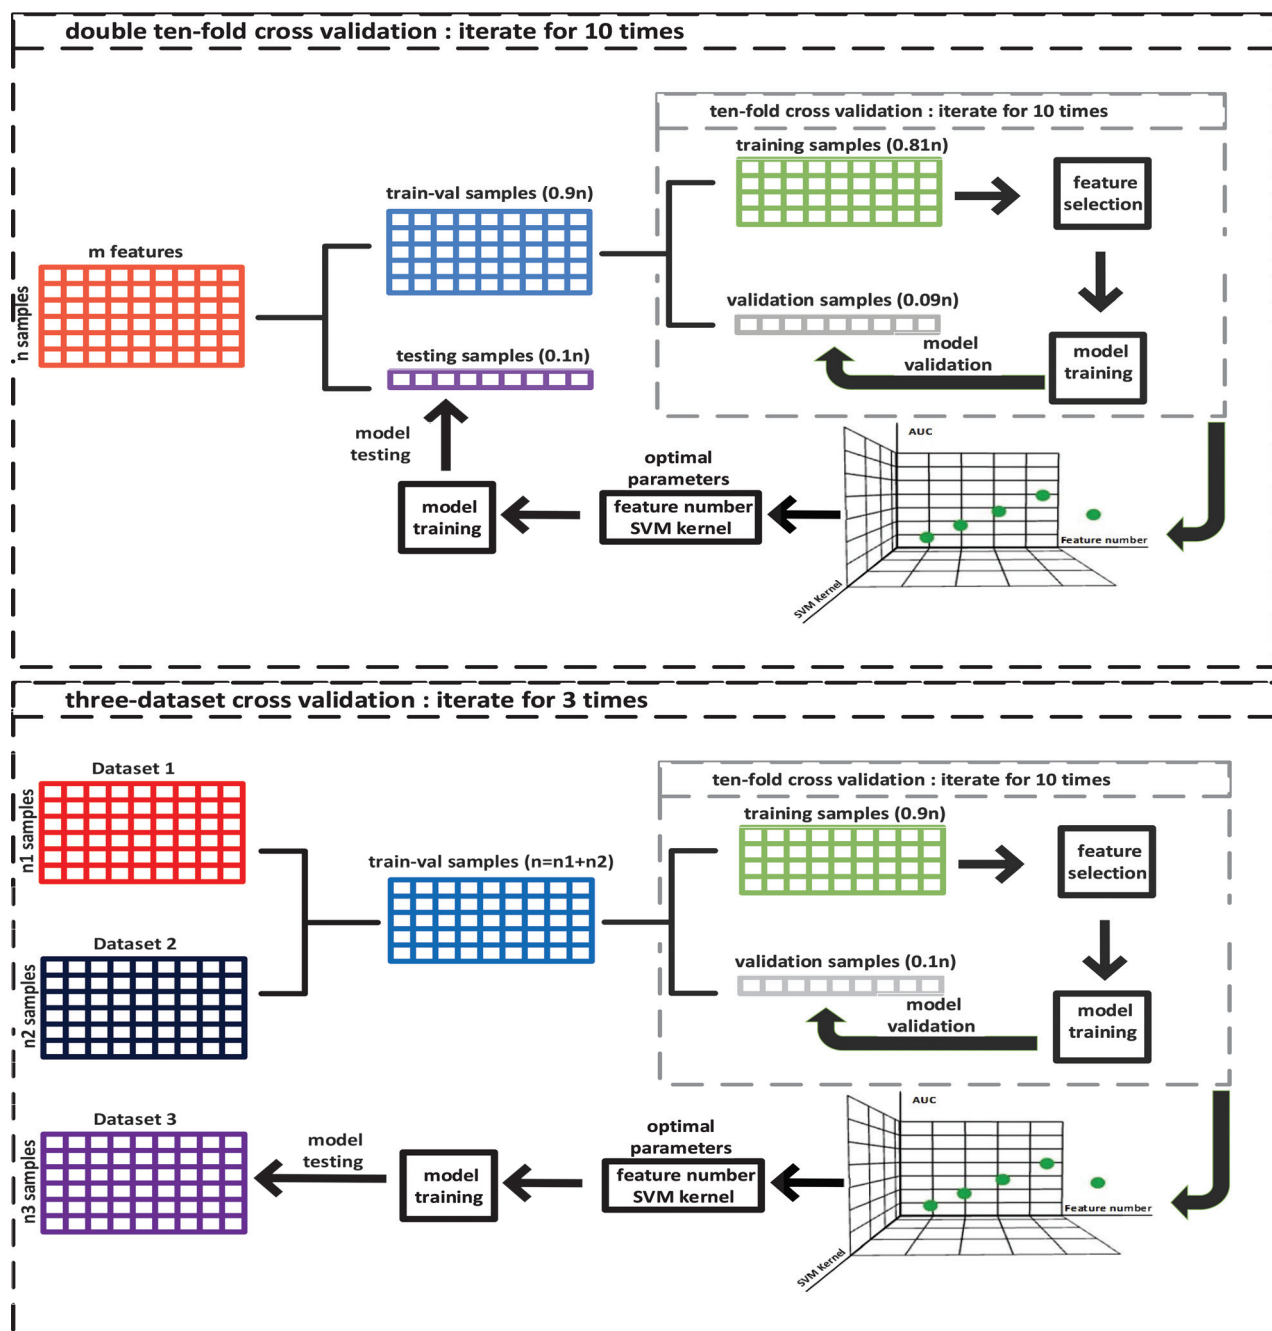 double ten-fold cross validation : iterate for 10 times
ten-fold cross validation : iterate for 10 times
training samples (0.81n)
feature
selection
train-val samples (0.9n)
m features
n samples
validation samples (0.09n)
model
validation
model
training
testing samples (0.1n)
model
testing
model
training
optimal
parameters
feature number
SVM kernel
AUC
Feature number
SVM Kernel
three-dataset cross validation : iterate for 3 times
Dataset 1
n1 samples
ten-fold cross validation : iterate for 10 times
training samples (0.9n)
feature
selection
train-val samples (n=n1+n2)
Dataset 2
n2 samples
validation samples (0.1n)
model
validation
model
training
Dataset 3
n3 samples
model
testing
model
training
optimal
parameters
feature number
SVM kernel
AUC
Feature number
SVM Kernel